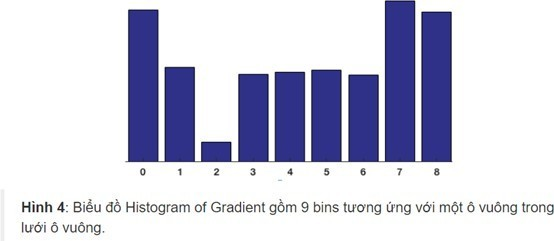 0 1 2 3 4 5 6 7 8
Hình 4: Biểu đồ Histogram of Gradient gồm 9 bins tương ứng với một ô vuông trong
lưới ô vuông.